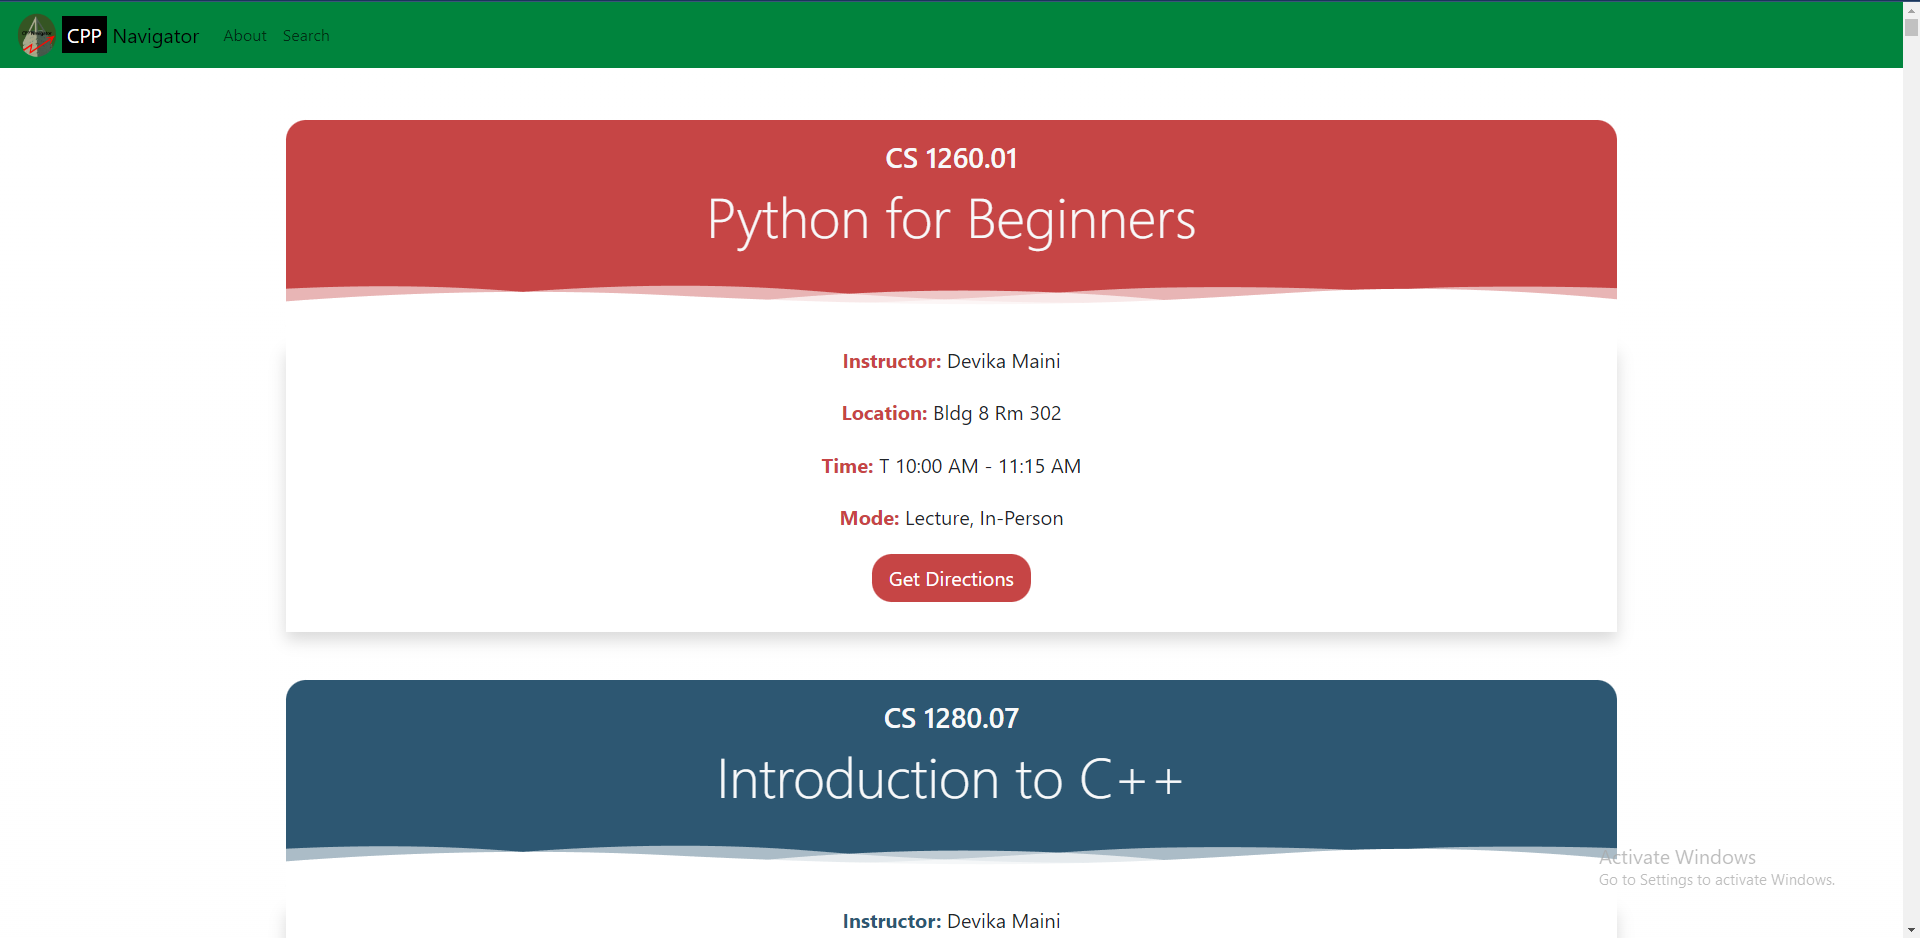 CPP Navigator About Search
CS 1260.01
Python for Beginners
Instructor: Devika Maini
Location: Bldg 8 Rm 302
Time: T 10:00 AM - 11:15 AM
Mode: Lecture, In-Person
Get Directions
CS 1280.07
Introduction to C++
Activate Windows
Go to Settings to activate Windows.
Instructor: Devika Maini